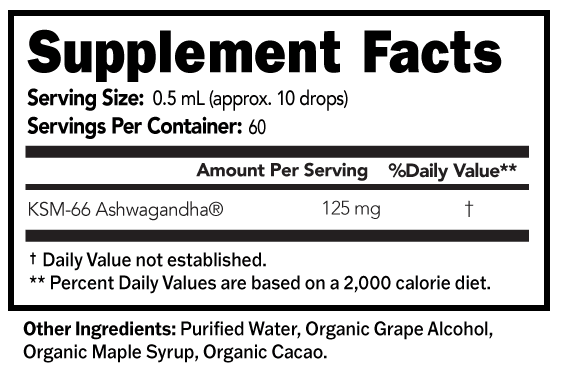 Supplement Facts
Serving Size: 0.5 mL (approx. 10 drops)
Servings Per Container: 60
Amount Per Serving %Daily Value**
KSM-66 Ashwagandha® 125 mg †
† Daily Value not established.
** Percent Daily Values are based on a 2,000 calorie diet.
Other Ingredients: Purified Water, Organic Grape Alcohol,
Organic Maple Syrup, Organic Cacao.